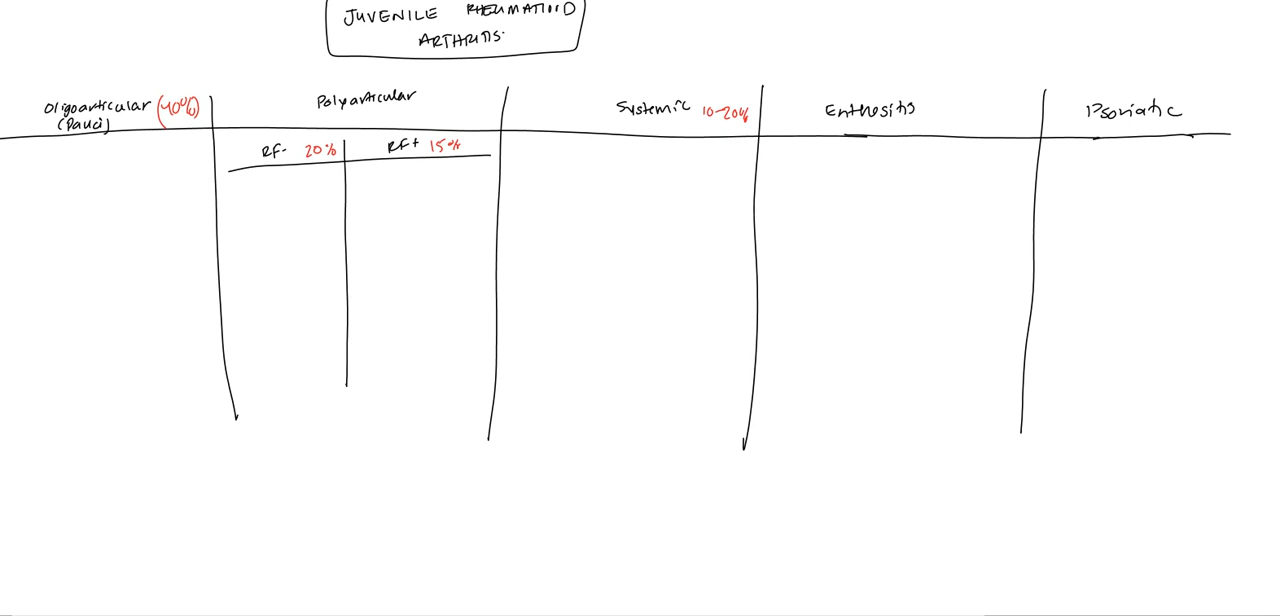 JUVENILE RHEUMATOID
ARTHRITIS.
Oligoarticular (40%)
(Pauci)
Polyarticular
Systemic 10-20%
Enthesitis
Psoriatic
RF- 20%
RF+ 15%